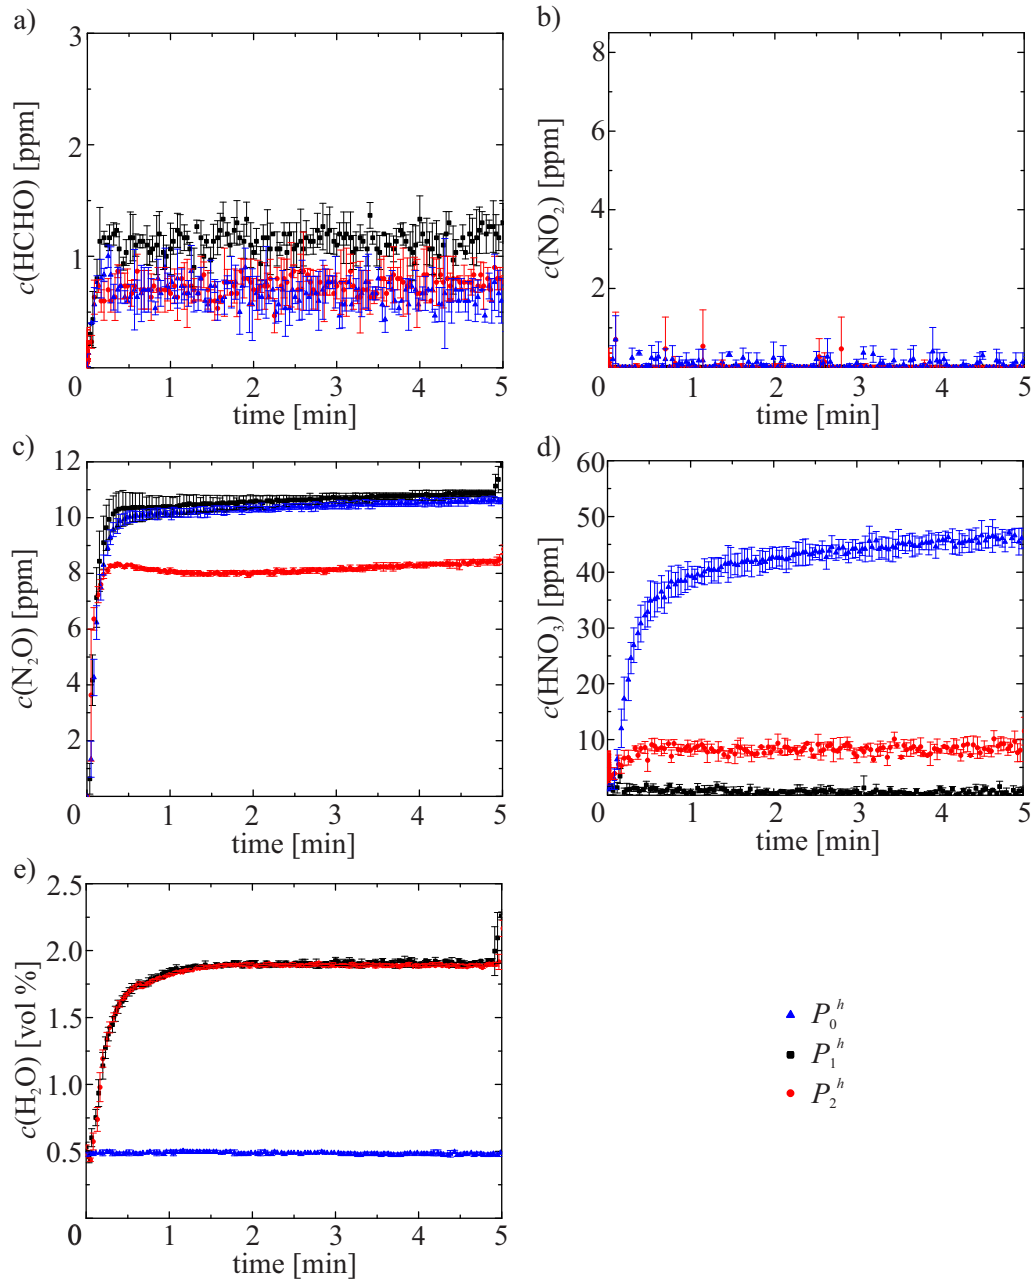 a)
c(HCHO) [ppm]
3
2
1
0
0 1 2 3 4 5
time [min]
b)
c(NO₂) [ppm]
8
6
4
2
0 1 2 3 4 5
time [min]
c)
c(N₂O) [ppm]
12
10
8
6
4
2
0 1 2 3 4 5
time [min]
d)
c(HNO₃) [ppm]
60
50
40
30
20
10
0 1 2 3 4 5
time [min]
e)
c(H₂O) [vol %]
2.5
2.0
1.5
1.0
0.5
0 1 2 3 4 5
time [min]
P₀ʰ
P₁ʰ
P₂ʰ